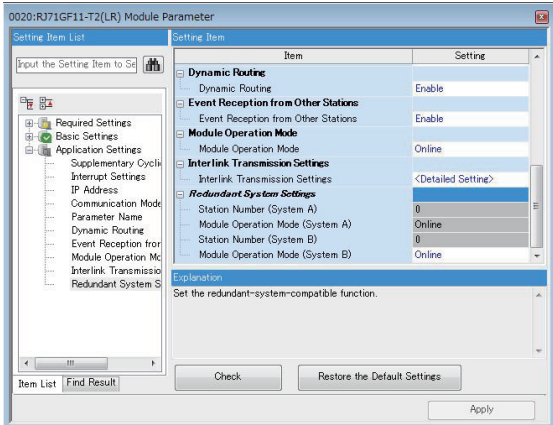 0020:RJ71GF11-T2(LR) Module Parameter
Setting Item List
Input the Setting Item to Se
Required Settings
Basic Settings
Application Settings
Supplementary Cycli
Interrupt Settings
IP Address
Communication Mode
Parameter Name
Dynamic Routing
Event Reception fror
Module Operation Mc
Interlink Transmissio
Redundant System S
Item List
Find Result
Setting Item
Item Setting
Dynamic Routing
Dynamic Routing Enable
Event Reception from Other Stations
Event Reception from Other Stations Enable
Module Operation Mode
Module Operation Mode Online
Interlink Transmission Settings
Interlink Transmission Settings <Detailed Setting>
Redundant System Settings
Station Number (System A) 0
Module Operation Mode (System A) Online
Station Number (System B) 0
Module Operation Mode (System B) Online
Explanation
Set the redundant-system-compatible function.
Check
Restore the Default Settings
Apply